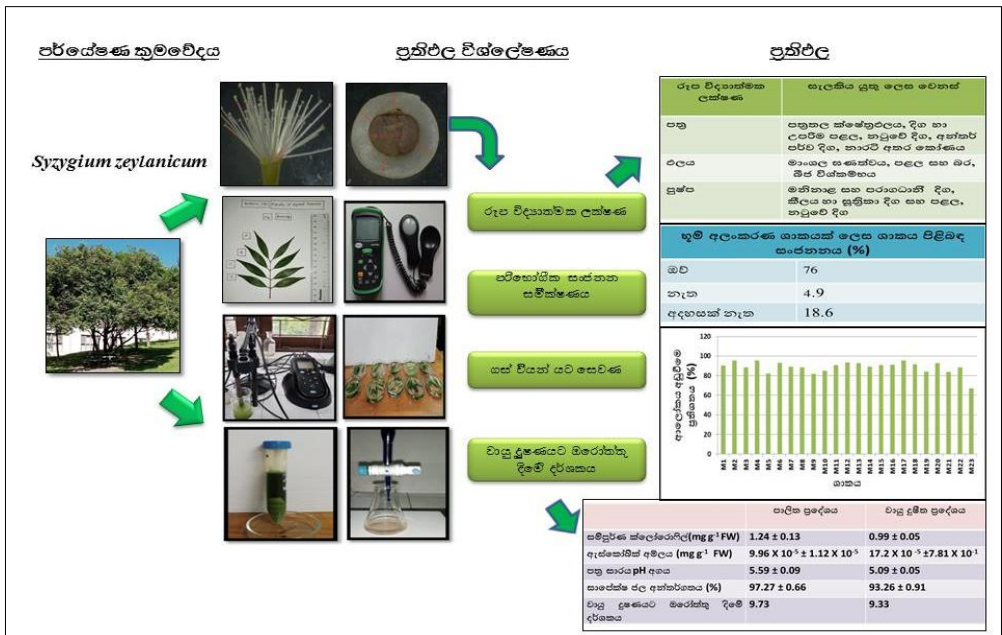 පර්යේෂණ ක්‍රමවේදය
ප්‍රතිඵල විශ්ලේෂණය
ප්‍රතිඵල
Syzygium zeylanicum
රූප විද්‍යාත්මක ලක්ෂණ
පරිභෝගික සංජනන
සමීක්ෂණය
ගස් වියන් යට සෙවණ
වායු දූෂණයට ඔරොත්තු
දීමේ දර්ශකය
රූප විද්‍යාත්මක
ලක්ෂණ
සැලකිය යුතු ලෙස වෙනස්
පත්‍ර
පත්‍රතල ක්ෂේත්‍රඵලය, දිග හා
උපරිම පළල, නටුවේ දිග, අන්තර්
පර්ව දිග, නාරටි අතර කෝණය
ඵලය
මාංශල ඝණත්වය, පළල සහ බර,
බීජ විශ්කම්භය
පුෂ්ප
මනිනාළ සහ පරාගධානි දිග,
කීලය හා සූත්‍රිකා දිග සහ පළල,
නටුවේ දිග
භූමි අලංකරණ ශාකයක් ලෙස ශාකය පිළිබඳ
සංජනනය (%)
ඔව් 76
නැත 4.9
අදහසක් නැත 18.6
ආලෝකය අඩුවීමේ
ප්‍රතිශතය (%)
120
100
80
60
40
20
0
M1 M2 M3 M4 M5 M6 M7 M8 M9 M10 M11 M12 M13 M14 M15 M16 M17 M18 M19 M20 M21 M22 M23
ශාකය
පාලිත ප්‍රදේශය වායු දූෂිත ප්‍රදේශය
සම්පූර්ණ ක්ලෝරොෆිල්(mg g⁻¹ FW) 1.24 ± 0.13 0.99 ± 0.05
ඇස්කෝබික් අම්ලය (mg g⁻¹ FW) 9.96 X 10⁻⁵ ± 1.12 X 10⁻⁵ 17.2 X 10⁻⁵ ±7.81 X 10⁻¹
පත්‍ර සාරය pH අගය 5.59 ± 0.09 5.09 ± 0.05
සාපේක්ෂ ජල අන්තර්ගතය (%) 97.27 ± 0.66 93.26 ± 0.91
වායු දූෂණයට ඔරොත්තු දීමේ
දර්ශකය
9.73 9.33